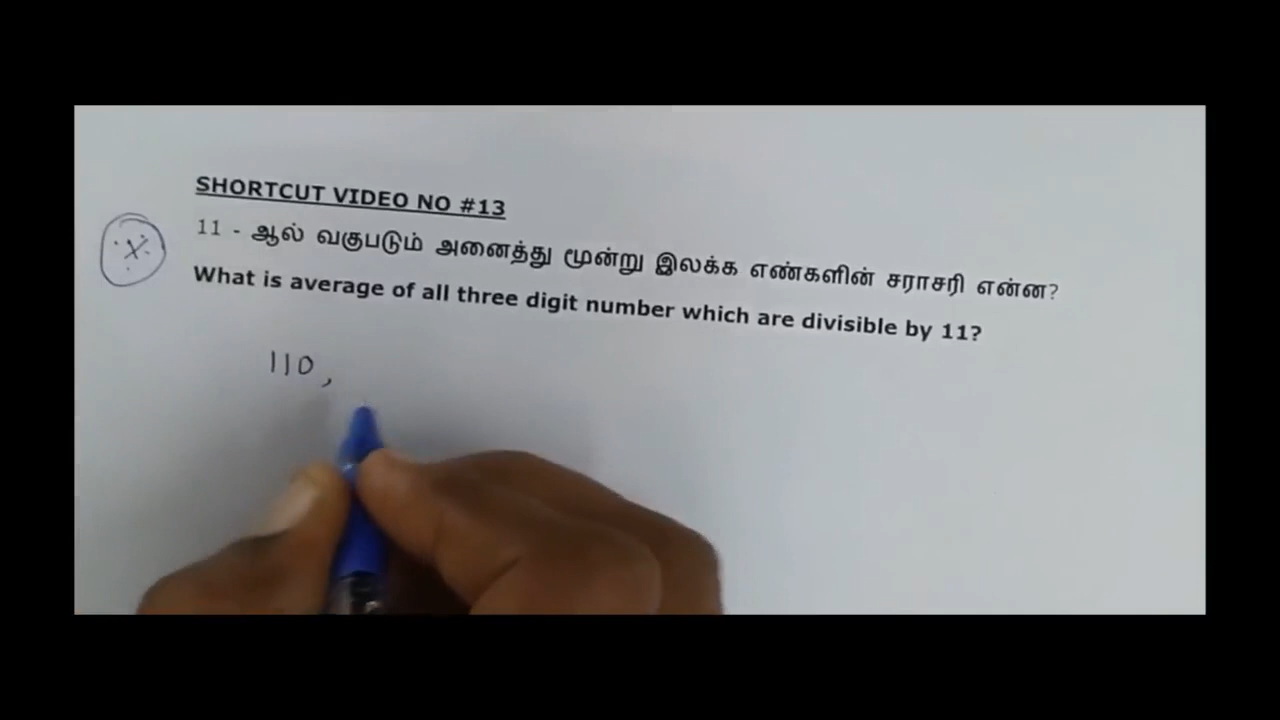 SHORTCUT VIDEO NO #13
11 - ஆல் வகுபடும் அனைத்து மூன்று இலக்க எண்களின் சராசரி என்ன?
What is average of all three digit number which are divisible by 11?
110,